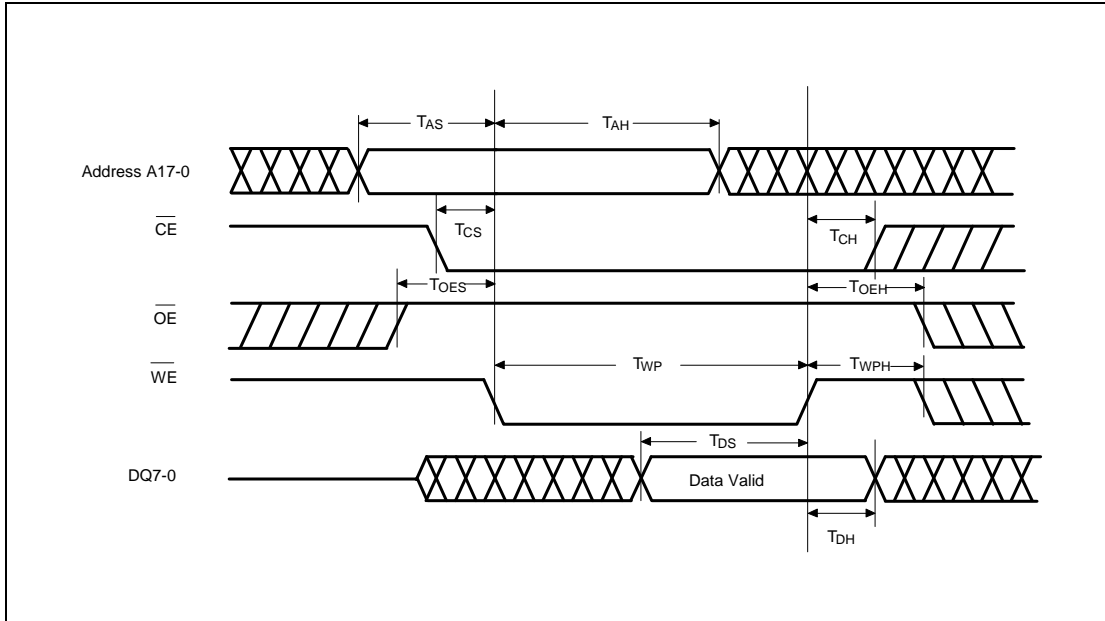 TAS
TAH
Address A17-0
CE
TCS
TCH
TOES
TOEH
OE
TWP
TWPH
WE
TDS
DQ7-0
Data Valid
TDH